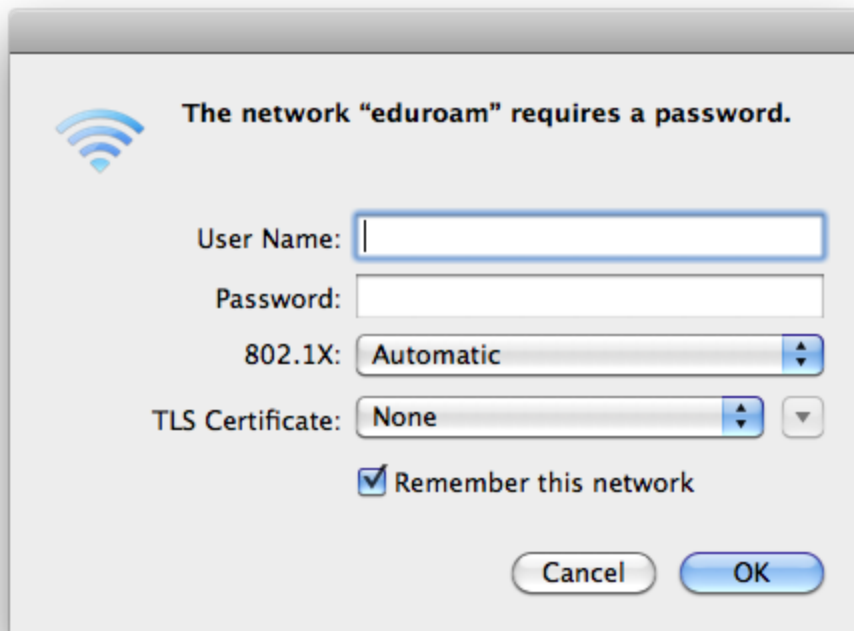 The network “eduroam” requires a password.
User Name:
Password:
802.1X: Automatic
TLS Certificate: None
Remember this network
Cancel OK